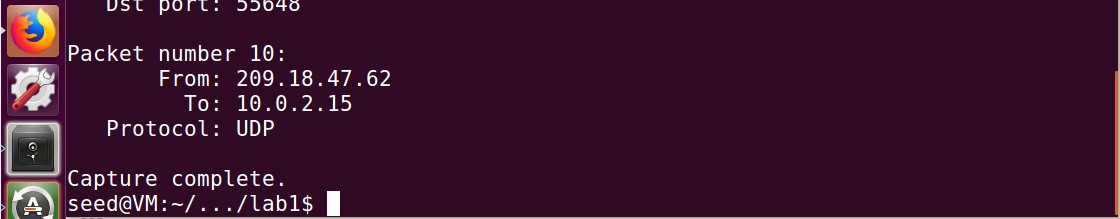 Dst port: 55648
Packet number 10:
From: 209.18.47.62
To: 10.0.2.15
Protocol: UDP
Capture complete.
seed@VM:~/.../lab1$